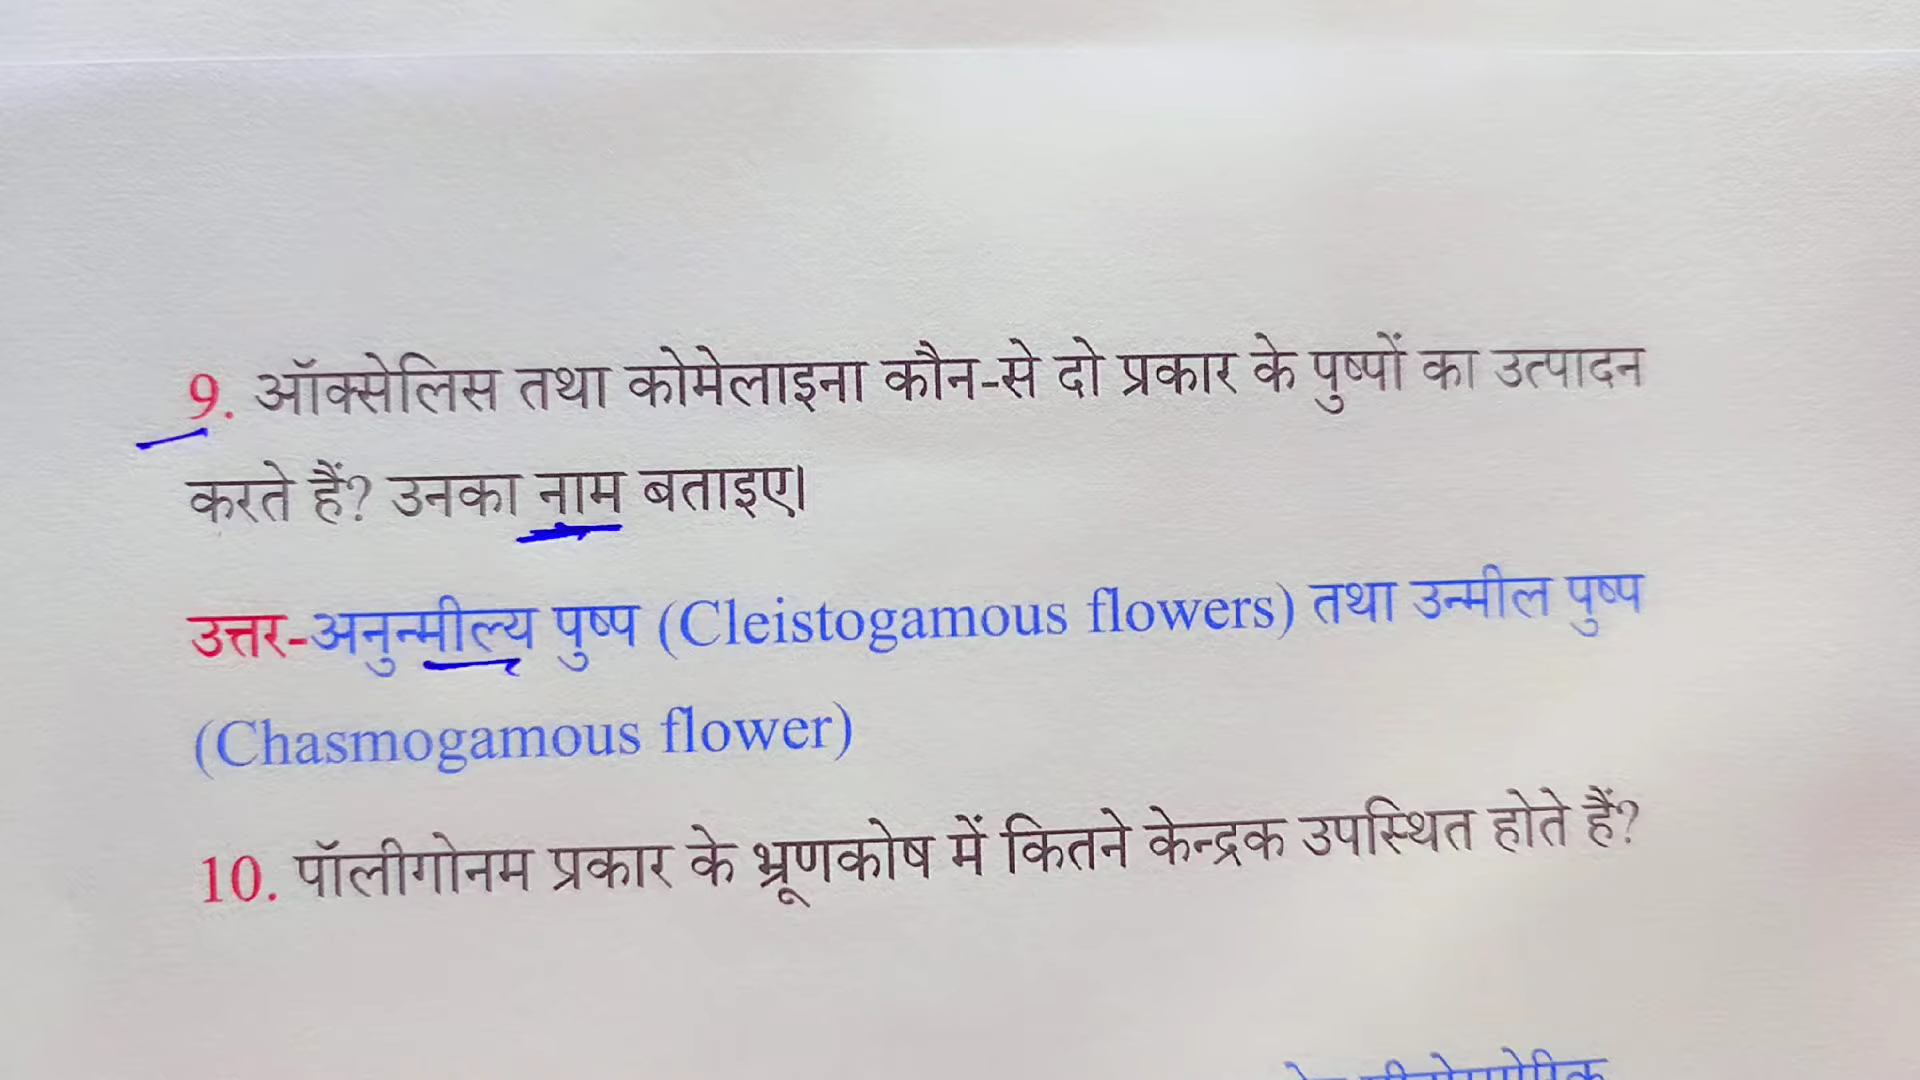 9. ऑक्सेलिस तथा कोमेलाइना कौन-से दो प्रकार के पुष्पों का उत्पादन
करते हैं? उनका नाम बताइए।
उत्तर-अनुन्मील्य पुष्प (Cleistogamous flowers) तथा उन्मील पुष्प
(Chasmogamous flower)
10. पॉलीगोनम प्रकार के भ्रूणकोष में कितने केन्द्रक उपस्थित होते हैं?